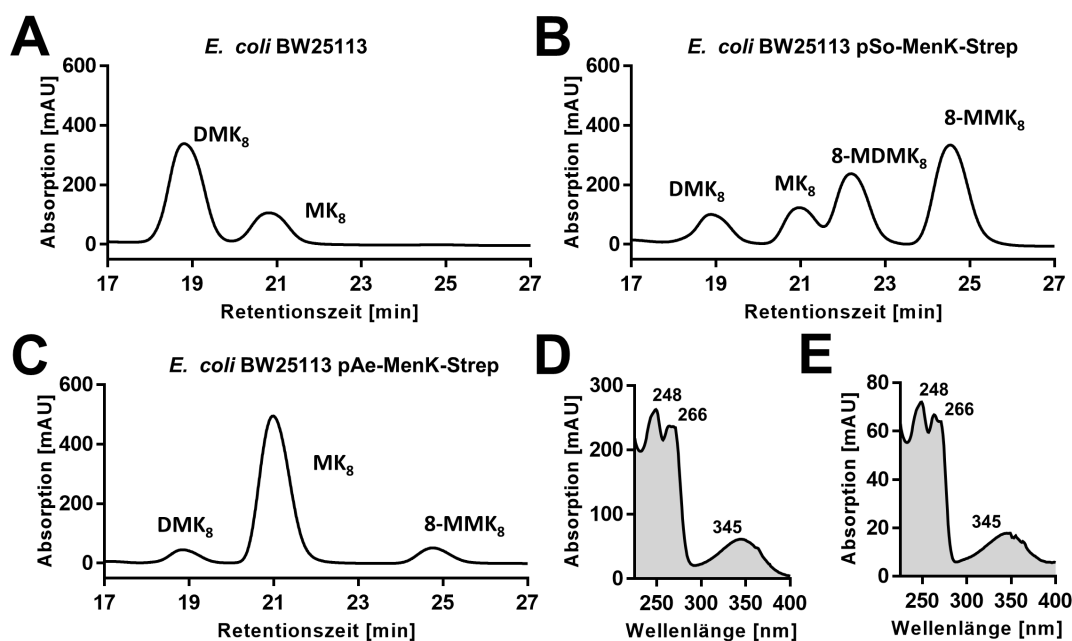 A
E. coli BW25113
600
400
200
0
Absorption [mAU]
DMK₈
MK₈
17 19 21 23 25 27
Retentionszeit [min]
B
E. coli BW25113 pSo-MenK-Strep
600
400
200
0
Absorption [mAU]
DMK₈
MK₈
8-MDMK₈
8-MMK₈
17 19 21 23 25 27
Retentionszeit [min]
C
E. coli BW25113 pAe-MenK-Strep
600
400
200
0
Absorption [mAU]
DMK₈
MK₈
8-MMK₈
17 19 21 23 25 27
Retentionszeit [min]
D
300
200
100
0
Absorption [mAU]
248
266
345
250 300 350 400
Wellenlänge [nm]
E
80
60
40
20
0
Absorption [mAU]
248
266
345
250 300 350 400
Wellenlänge [nm]